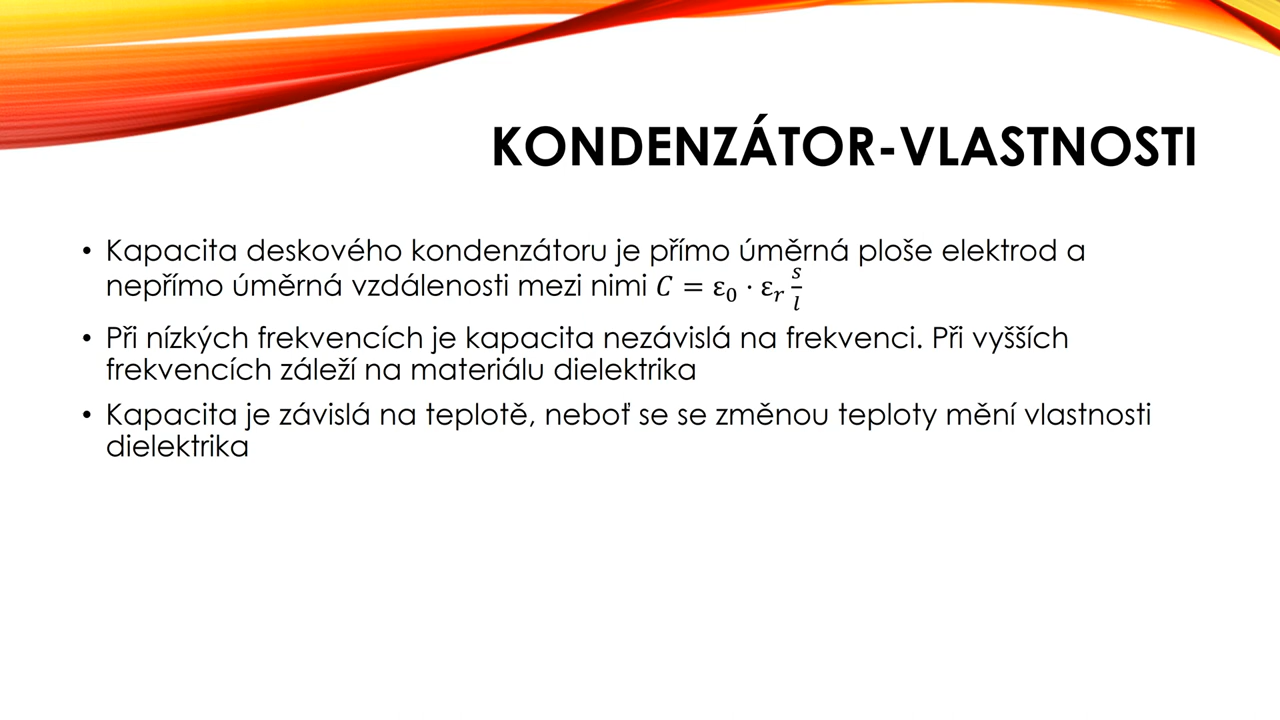 KONDENZÁTOR-VLASTNOSTI
• Kapacita deskového kondenzátoru je přímo úměrná ploše elektrod a
nepřímo úměrná vzdálenosti mezi nimi C = ε₀ · εᵣ s/l
• Při nízkých frekvencích je kapacita nezávislá na frekvenci. Při vyšších
frekvencích záleží na materiálu dielektrika
• Kapacita je závislá na teplotě, neboť se se změnou teploty mění vlastnosti
dielektrika